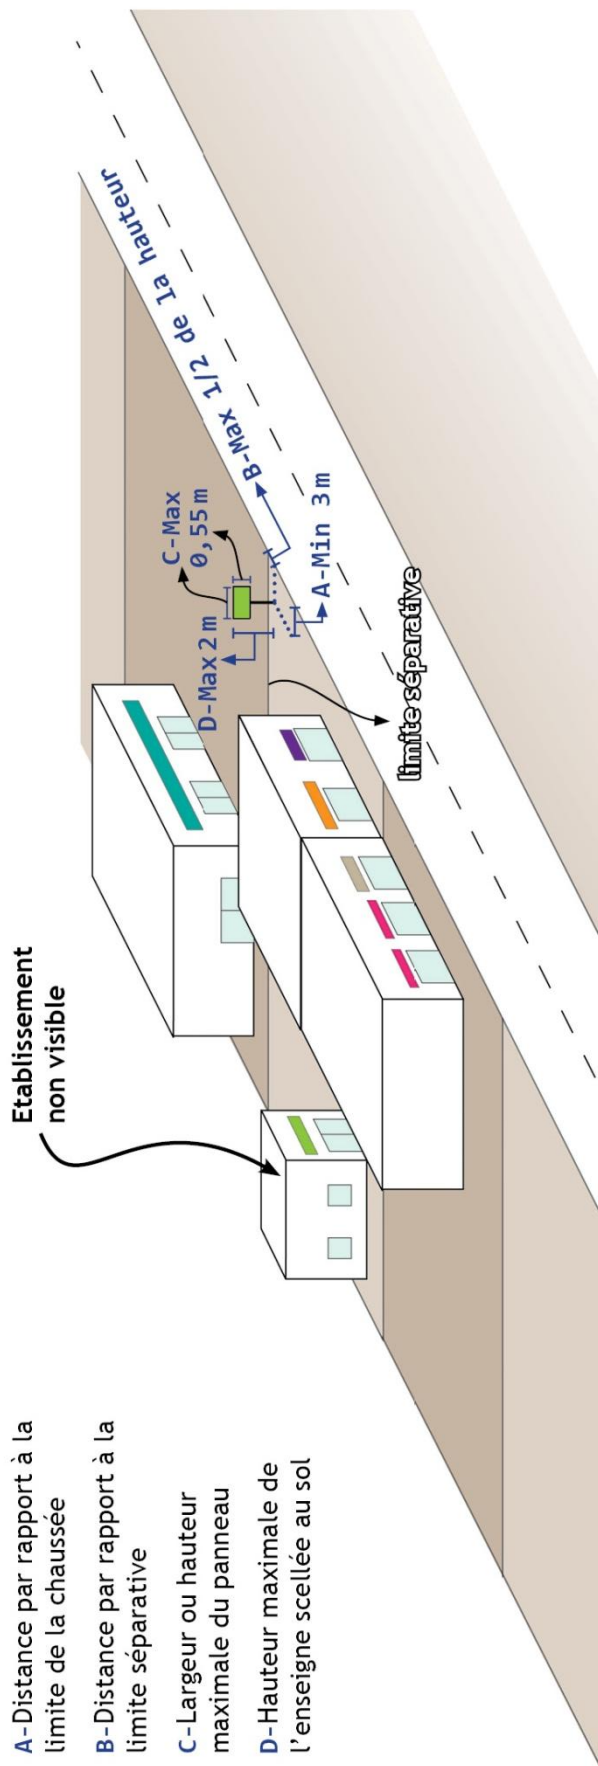 A-Distance par rapport à la
limite de la chaussée
B-Distance par rapport à la
limite séparative
C-Largeur ou hauteur
maximale du panneau
D-Hauteur maximale de
l'enseigne scellée au sol
Etablissement
non visible
D-Max 2 m
C-Max
0,55 m
B-Max 1/2 de 1a hauteur
A-Min 3 m
limite séparative